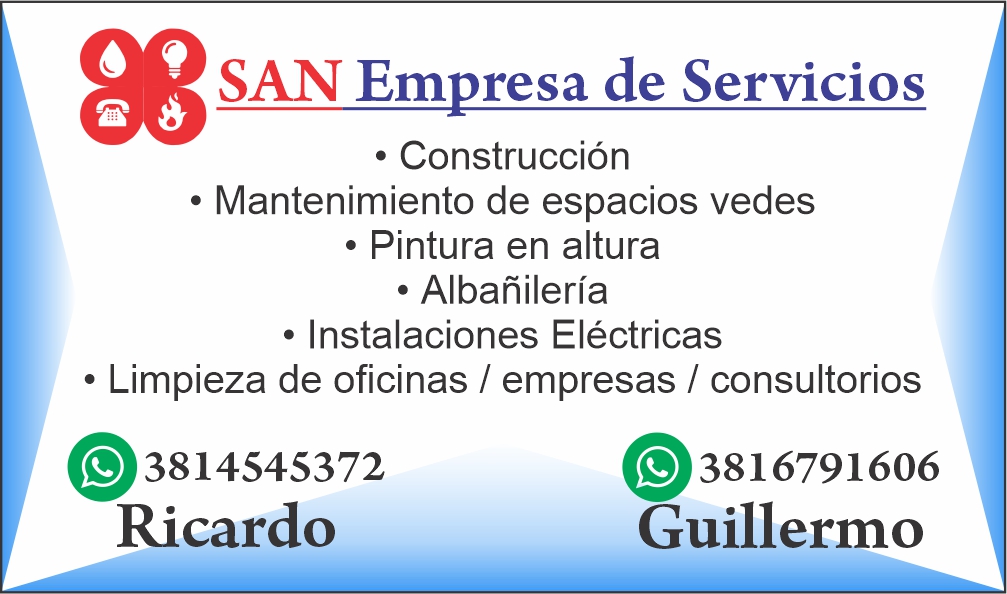 SAN Empresa de Servicios
• Construcción
• Mantenimiento de espacios vedes
• Pintura en altura
• Albañilería
• Instalaciones Eléctricas
• Limpieza de oficinas / empresas / consultorios
3814545372 3816791606
Ricardo Guillermo